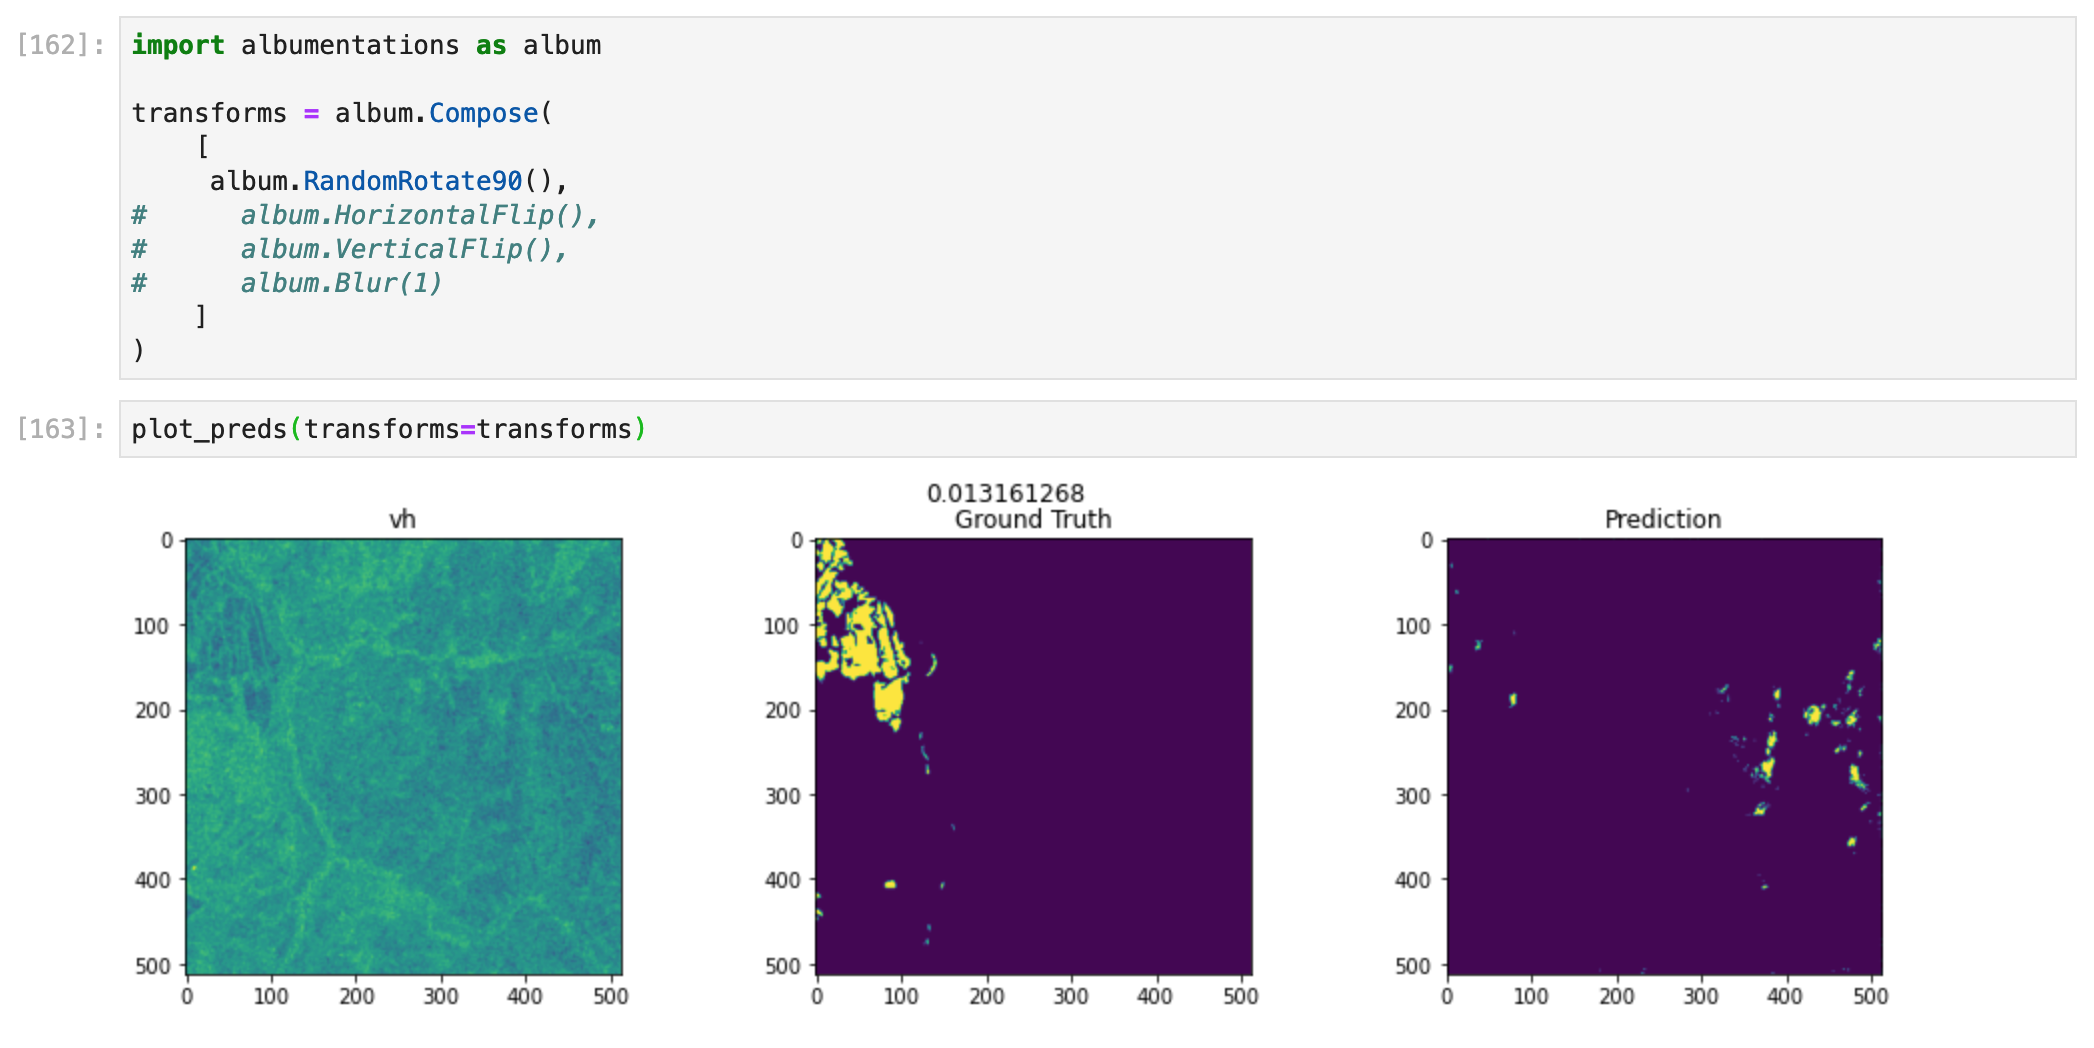 [162]: import albumentations as album
transforms = album.Compose(
[
album.RandomRotate90(),
# album.HorizontalFlip(),
# album.VerticalFlip(),
# album.Blur(1)
]
)
[163]: plot_preds(transforms=transforms)
0.013161268
vh
Ground Truth
Prediction
0
100
200
300
400
500
0 100 200 300 400 500
0
100
200
300
400
500
0 100 200 300 400 500
0
100
200
300
400
500
0 100 200 300 400 500